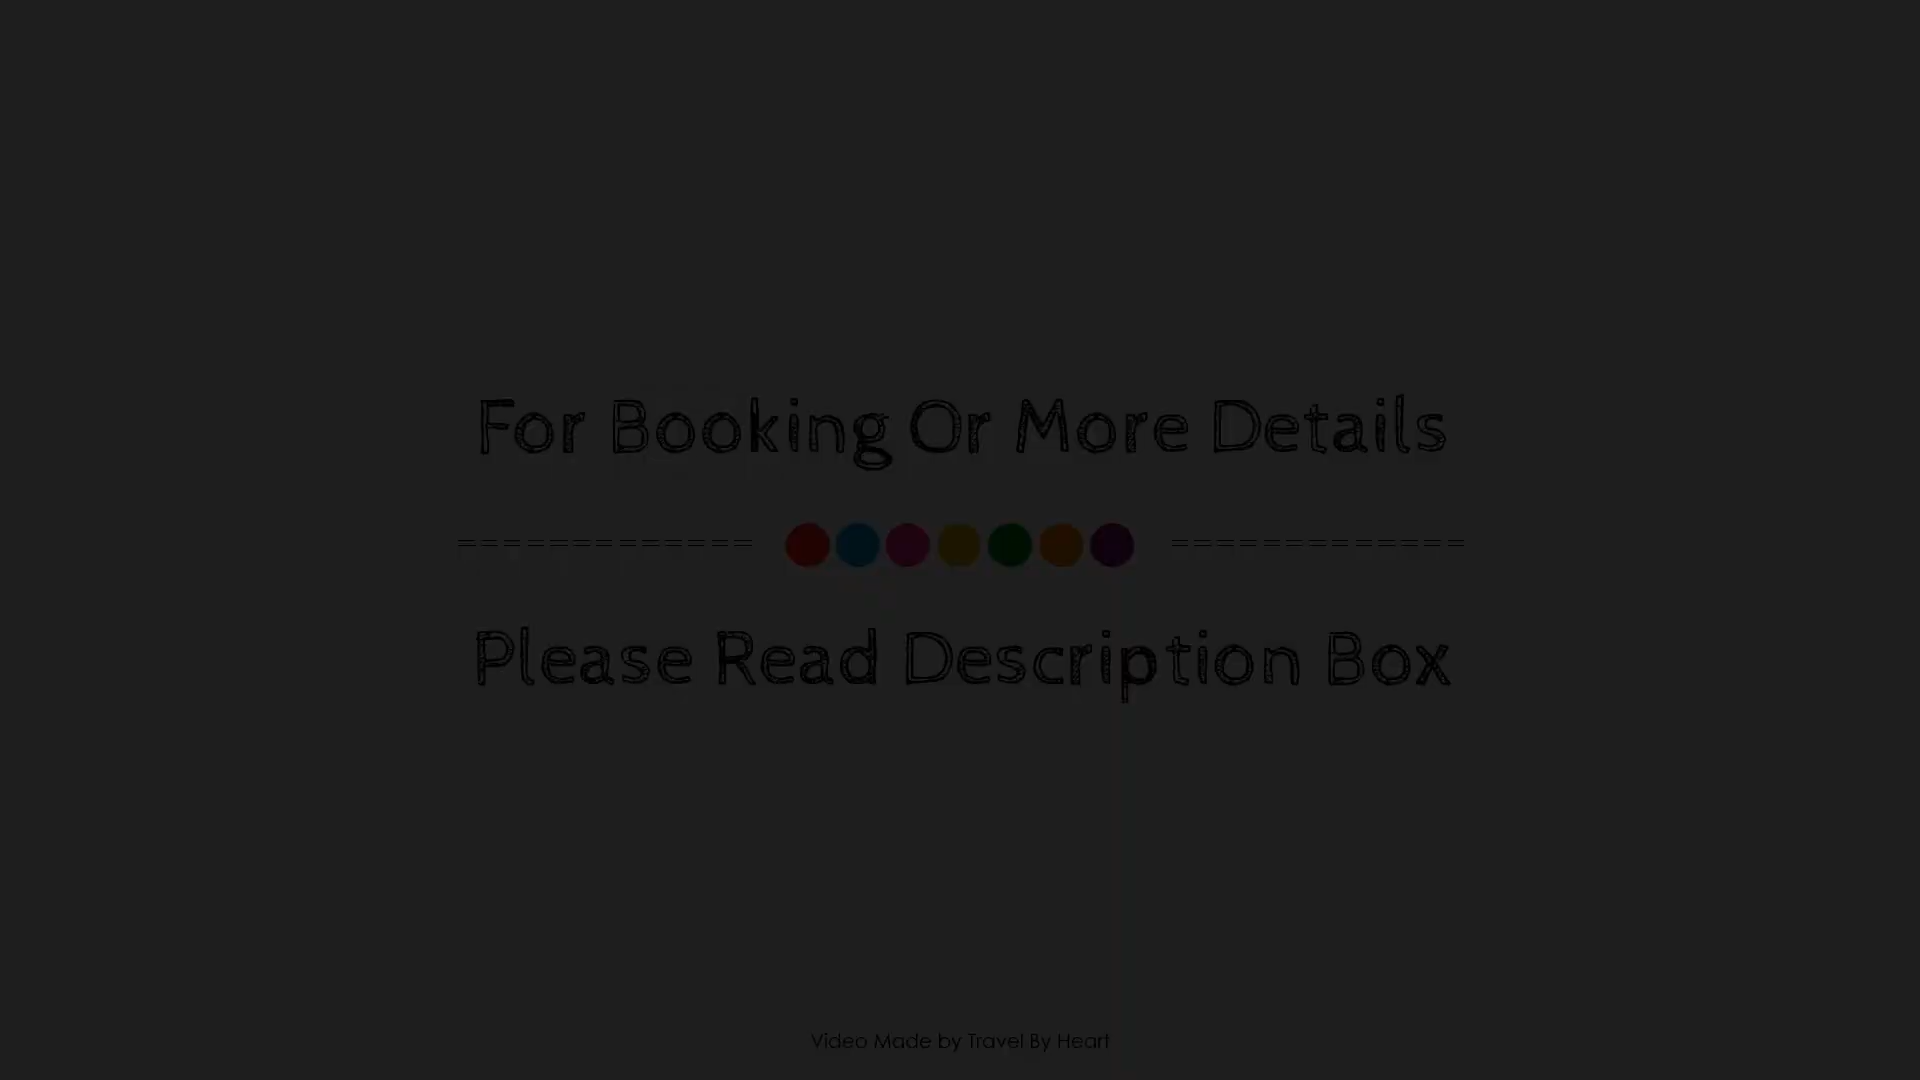 For Booking Or More Details
============= =============
Please Read Description Box
Video Made by Travel By Heart